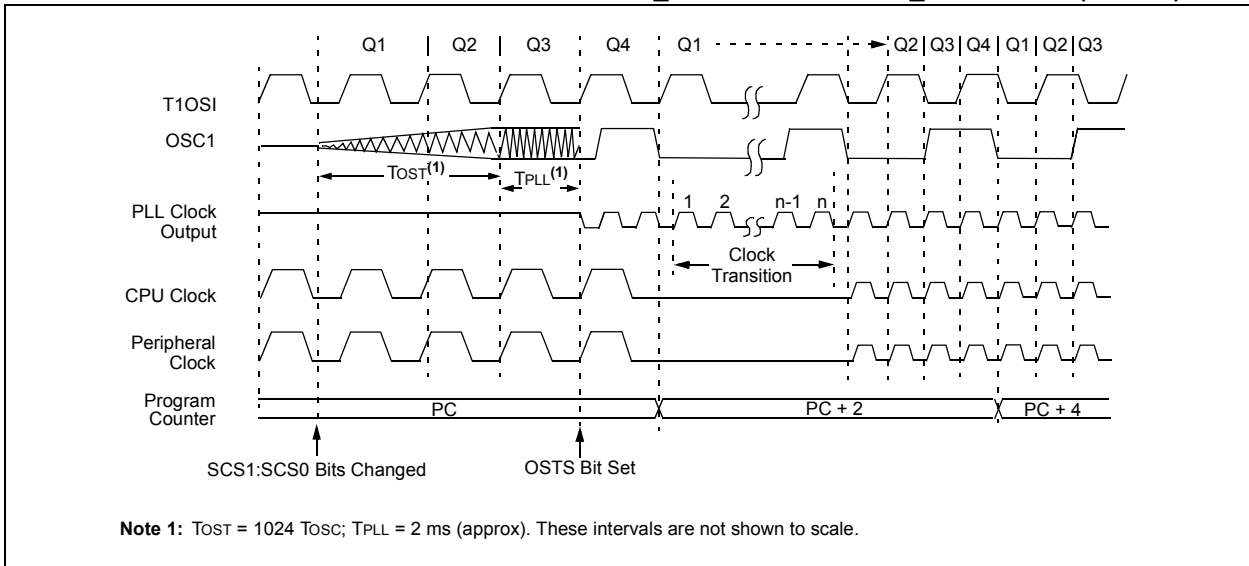 Q1 Q2 Q3 Q4 Q1 Q2 Q3 Q4 Q1 Q2 Q3
T1OSI
OSC1
TOST(1)
TPLL(1)
PLL Clock
Output
1 2 n-1 n
Clock
Transition
CPU Clock
Peripheral
Clock
Program
Counter
PC PC + 2 PC + 4
SCS1:SCS0 Bits Changed OSTS Bit Set
Note 1: TOST = 1024 TOSC; TPLL = 2 ms (approx). These intervals are not shown to scale.